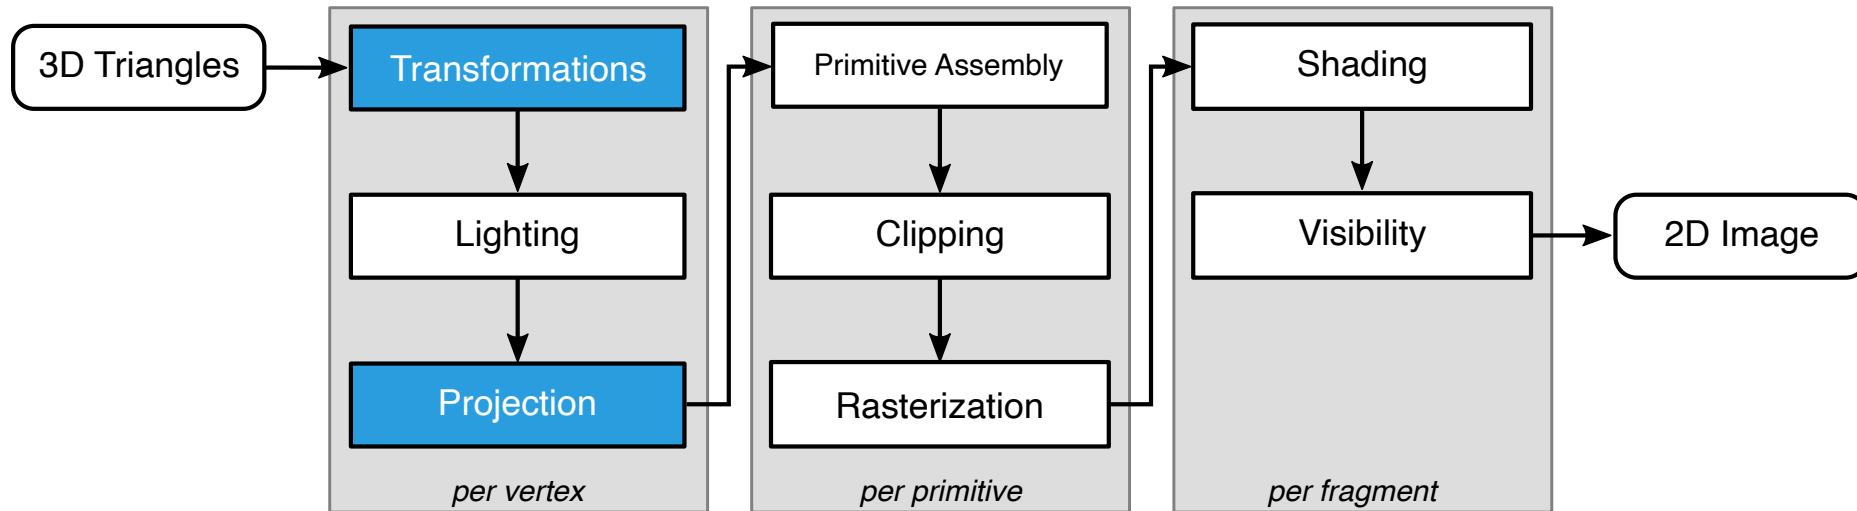 3D Triangles
Transformations
Lighting
Projection
per vertex
Primitive Assembly
Clipping
Rasterization
per primitive
Shading
Visibility
per fragment
2D Image